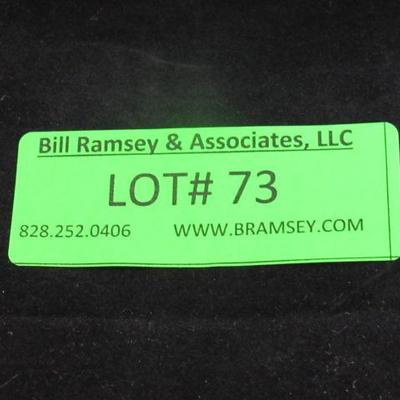 Bill Ramsey & Associates, LLC
LOT# 73
828.252.0406 WWW.BRAMSEY.COM